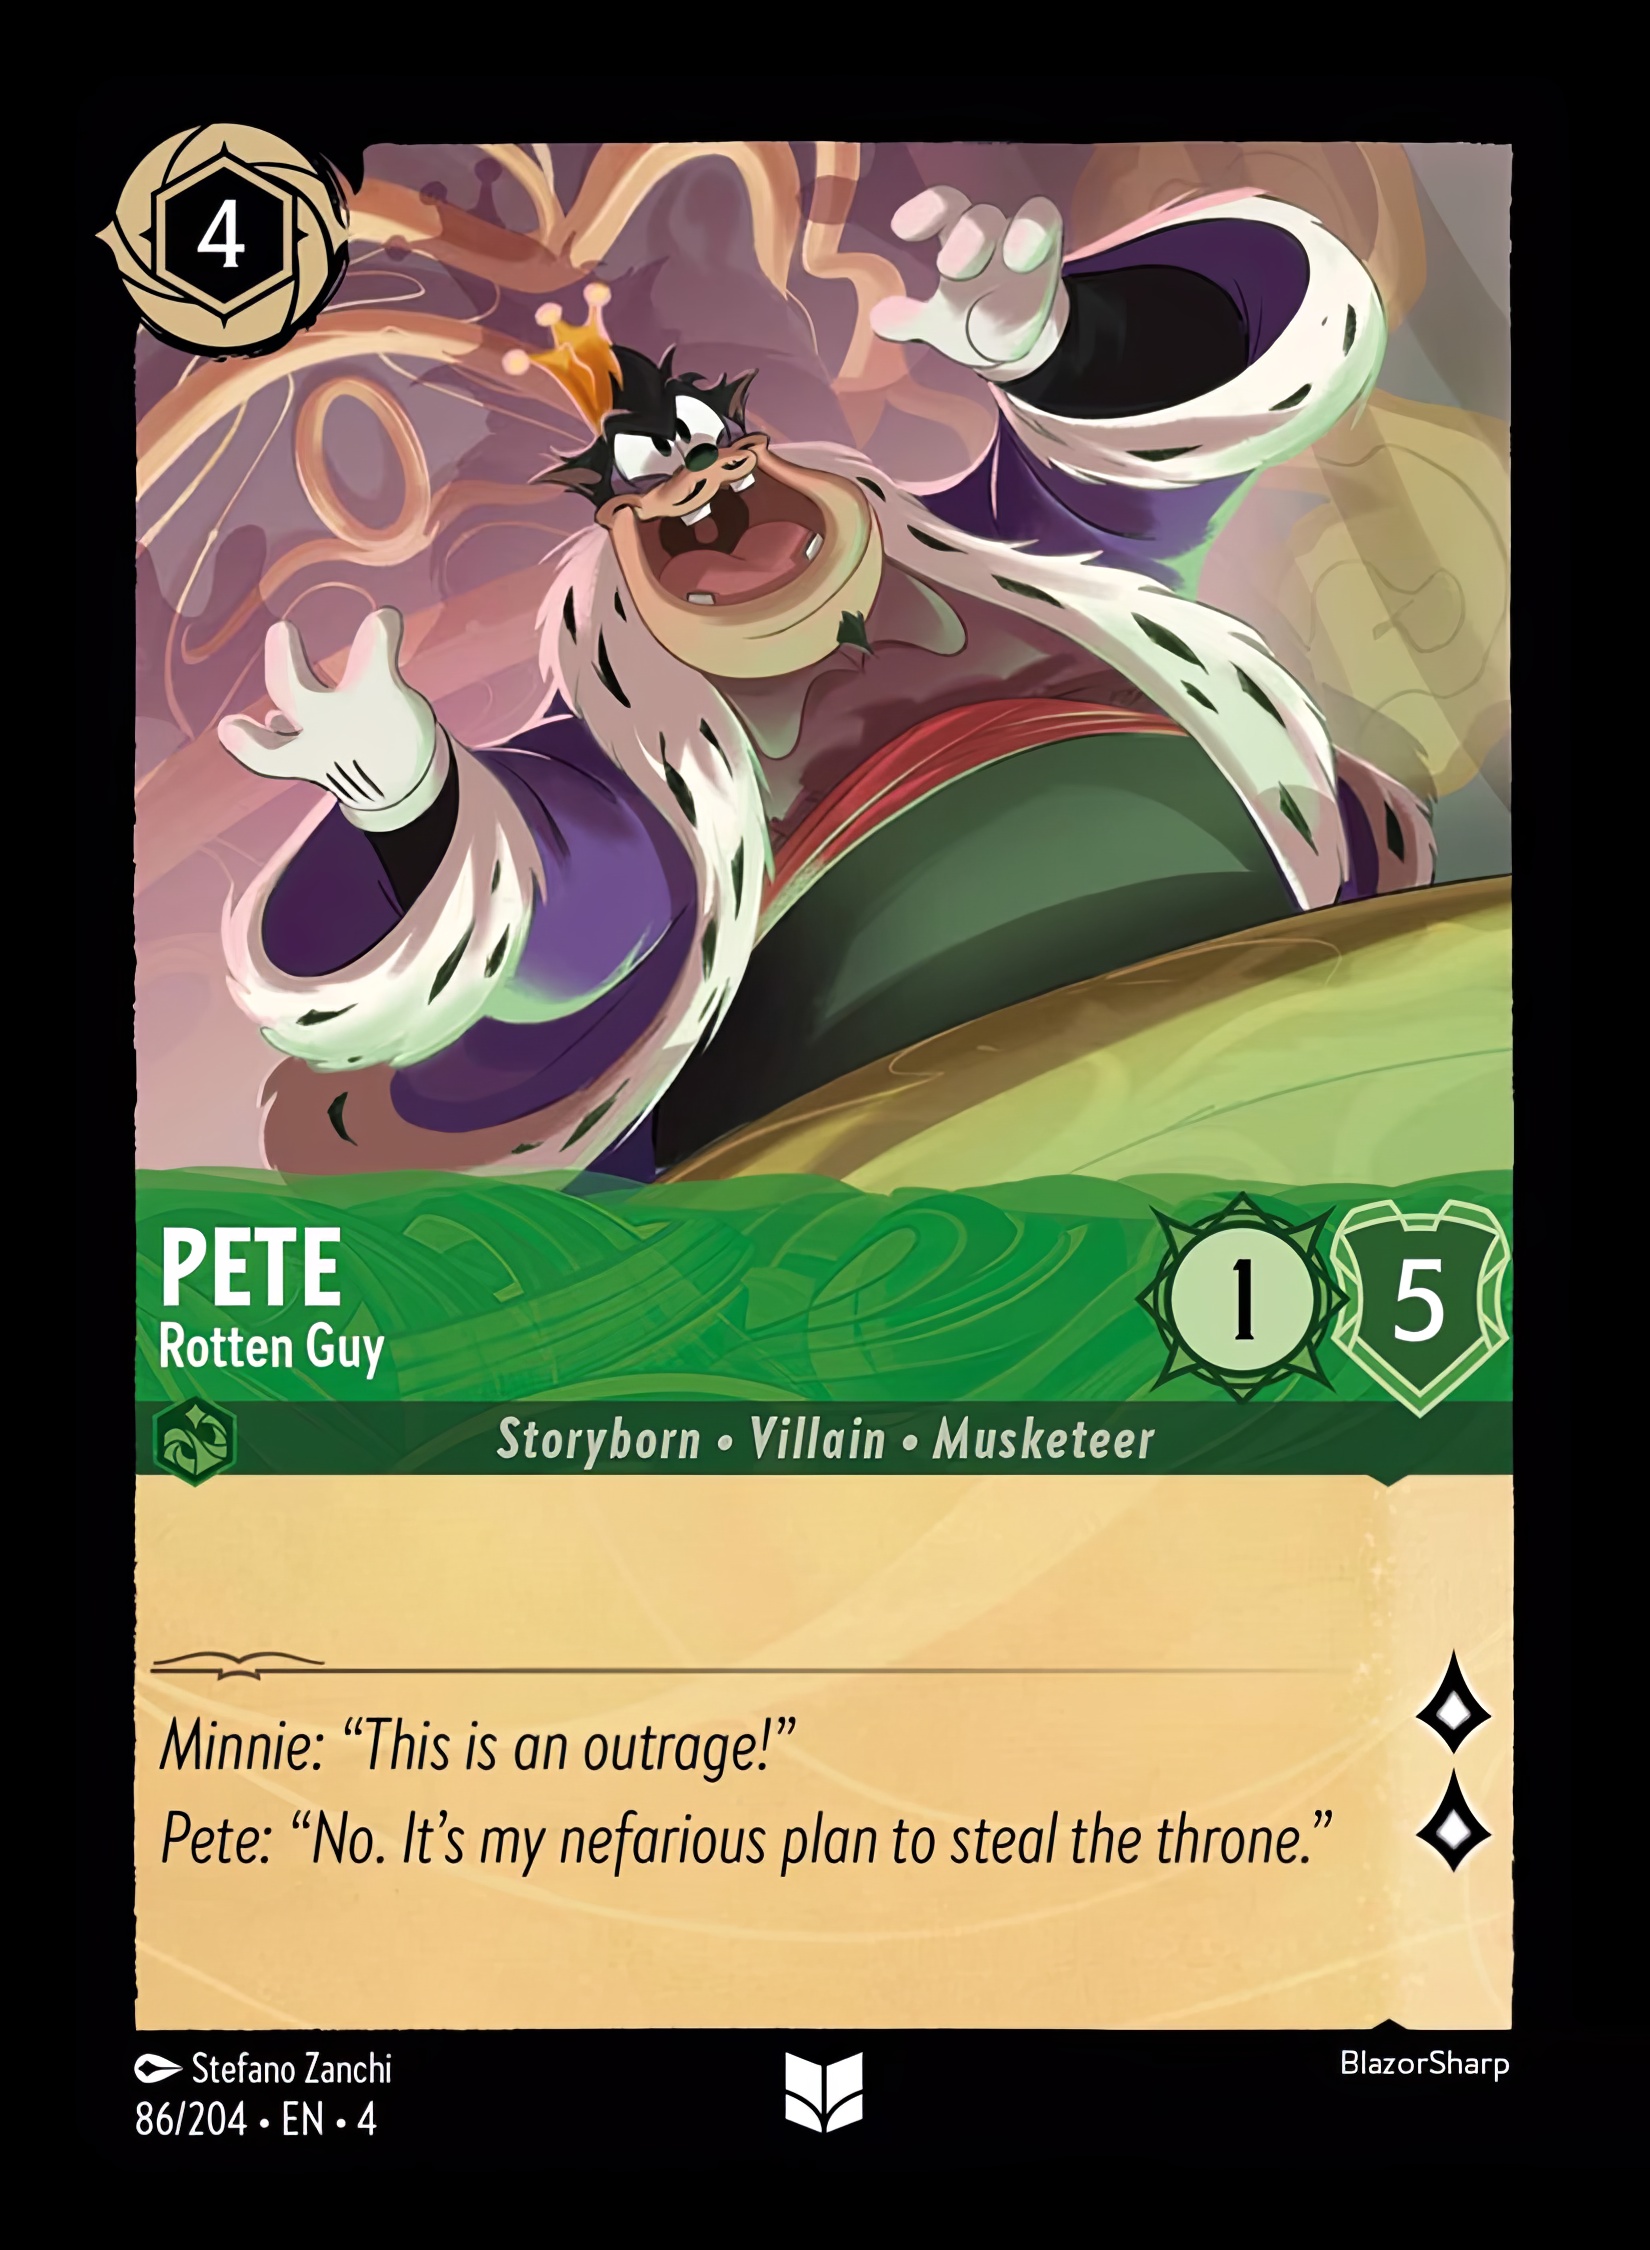 4
PETE
Rotten Guy
1
5
Storyborn • Villain • Musketeer
Minnie: “This is an outrage!”
Pete: “No. It’s my nefarious plan to steal the throne.”
Stefano Zanchi
BlazorSharp
86/204 • EN • 4